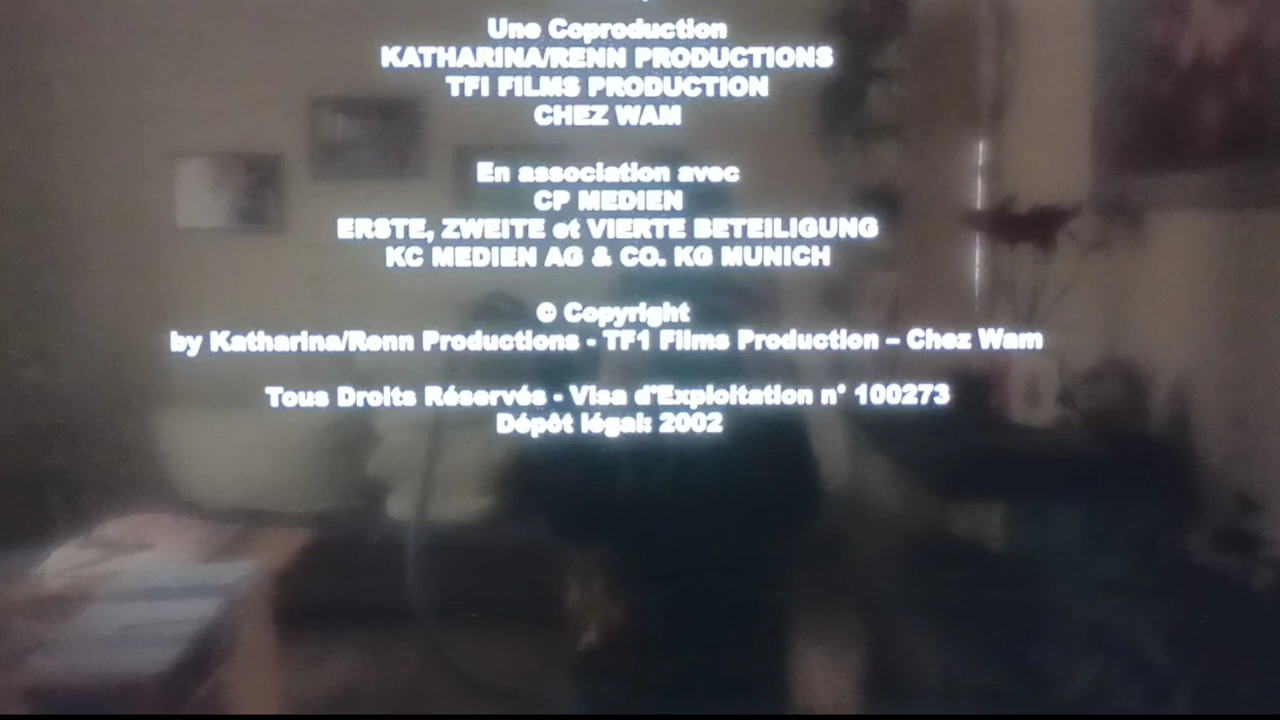 Une Coproduction
KATHARINA/RENN PRODUCTIONS
TF1 FILMS PRODUCTION
CHEZ WAM
En association avec
CP MEDIEN
ERSTE, ZWEITE et VIERTE BETEILIGUNG
KC MEDIEN AG & CO. KG MUNICH
© Copyright
by Katharina/Renn Productions - TF1 Films Production – Chez Wam
Tous Droits Réservés - Visa d'Exploitation n° 100273
Dépôt légal: 2002